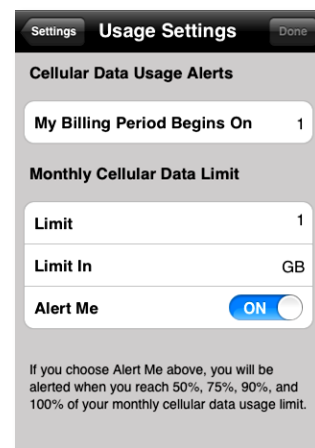 Settings Usage Settings Done
Cellular Data Usage Alerts
My Billing Period Begins On 1
Monthly Cellular Data Limit
Limit 1
Limit In GB
Alert Me ON
If you choose Alert Me above, you will be
alerted when you reach 50%, 75%, 90%, and
100% of your monthly cellular data usage limit.